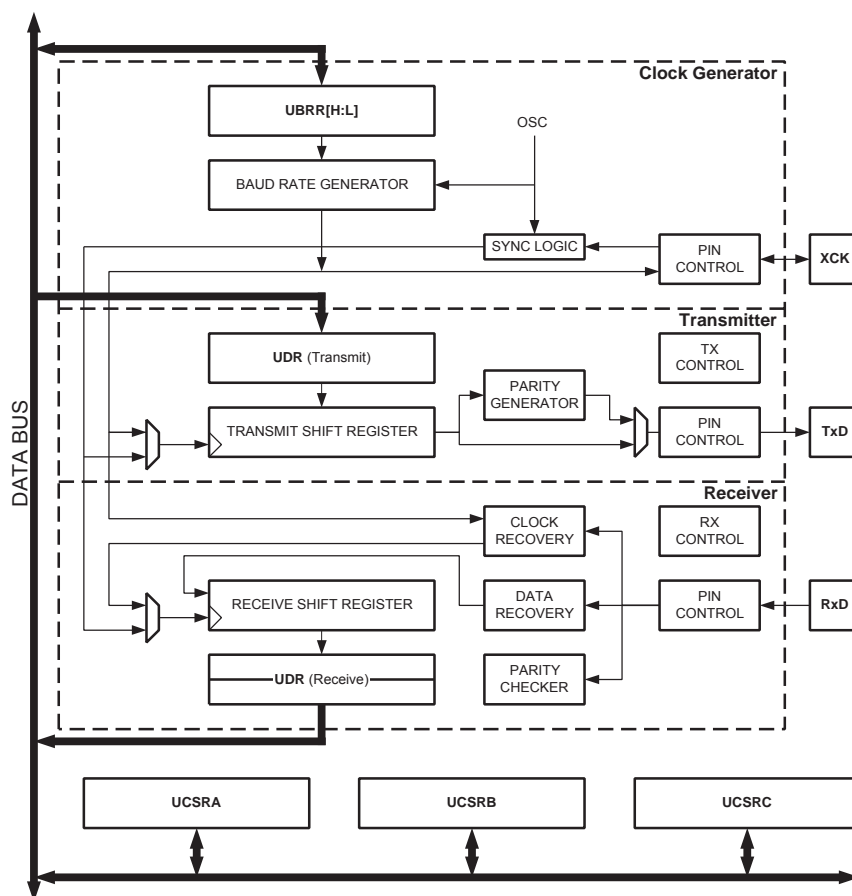 Clock Generator
UBRR[H:L]
OSC
BAUD RATE GENERATOR
SYNC LOGIC
PIN
CONTROL
XCK
Transmitter
UDR (Transmit)
TX
CONTROL
PARITY
GENERATOR
TRANSMIT SHIFT REGISTER
PIN
CONTROL
TxD
DATA BUS
Receiver
CLOCK
RECOVERY
RX
CONTROL
RECEIVE SHIFT REGISTER
DATA
RECOVERY
PIN
CONTROL
RxD
UDR (Receive)
PARITY
CHECKER
UCSRA
UCSRB
UCSRC